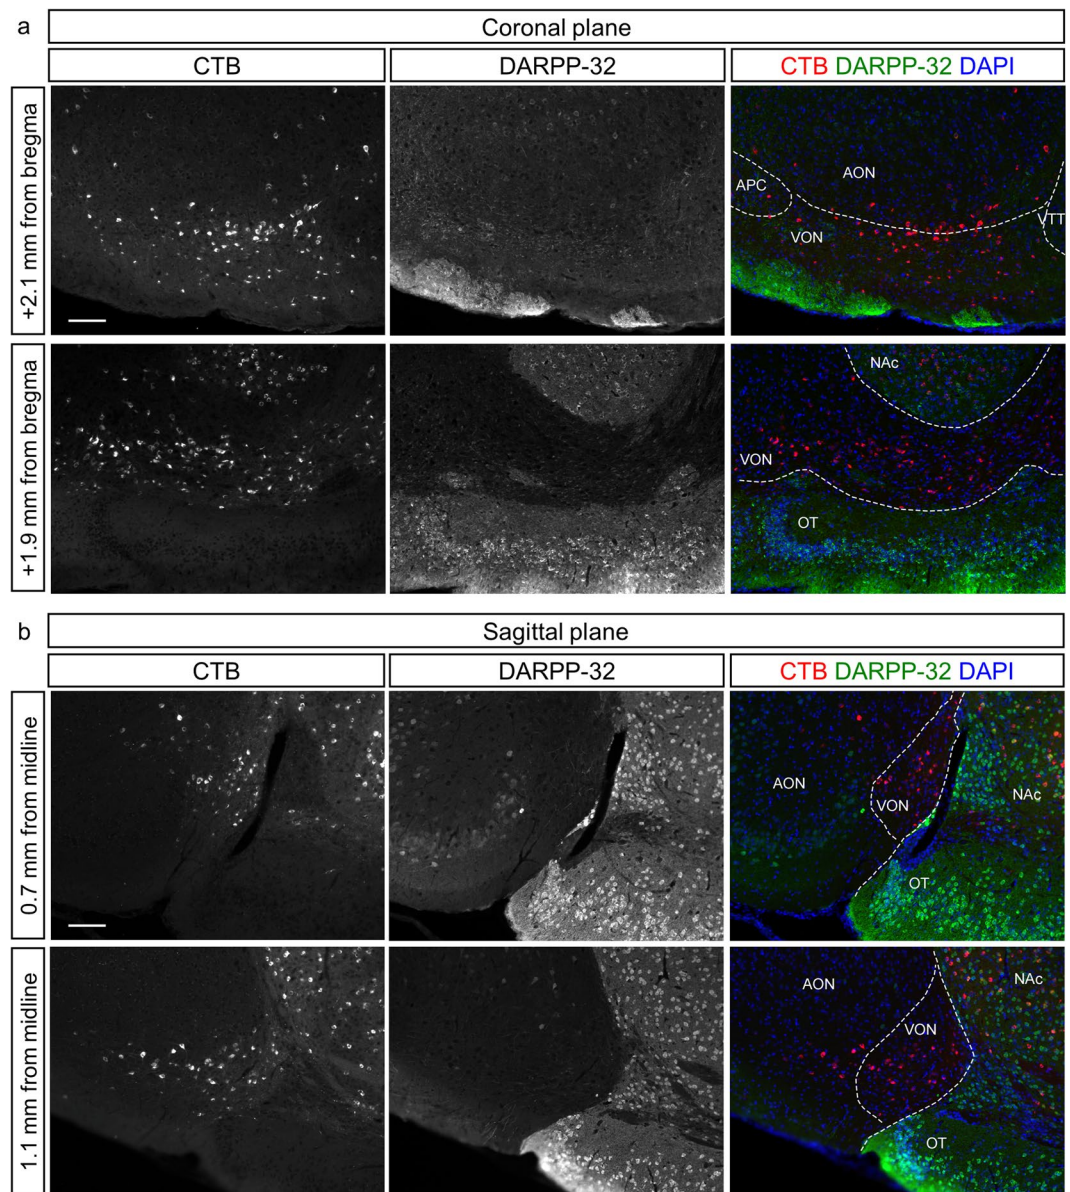 a
Coronal plane
CTB
DARPP-32
CTB DARPP-32 DAPI
+2.1 mm from bregma
AON
APC
VTT
VON
+1.9 mm from bregma
NAc
VON
OT
b
Sagittal plane
CTB
DARPP-32
CTB DARPP-32 DAPI
0.7 mm from midline
AON
NAc
VON
OT
1.1 mm from midline
AON
NAc
VON
OT